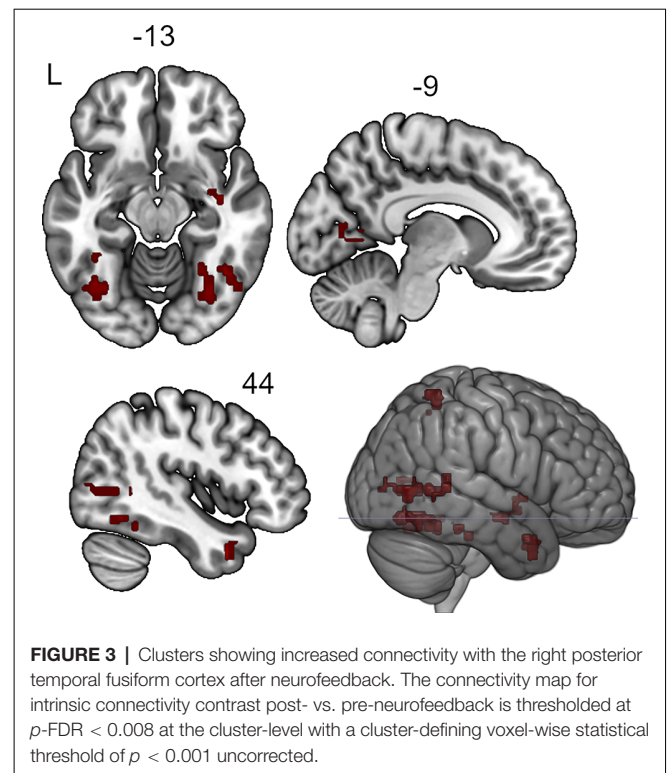 -13
L
-9
44
FIGURE 3 | Clusters showing increased connectivity with the right posterior
temporal fusiform cortex after neurofeedback. The connectivity map for
intrinsic connectivity contrast post- vs. pre-neurofeedback is thresholded at
p-FDR < 0.008 at the cluster-level with a cluster-defining voxel-wise statistical
threshold of p < 0.001 uncorrected.